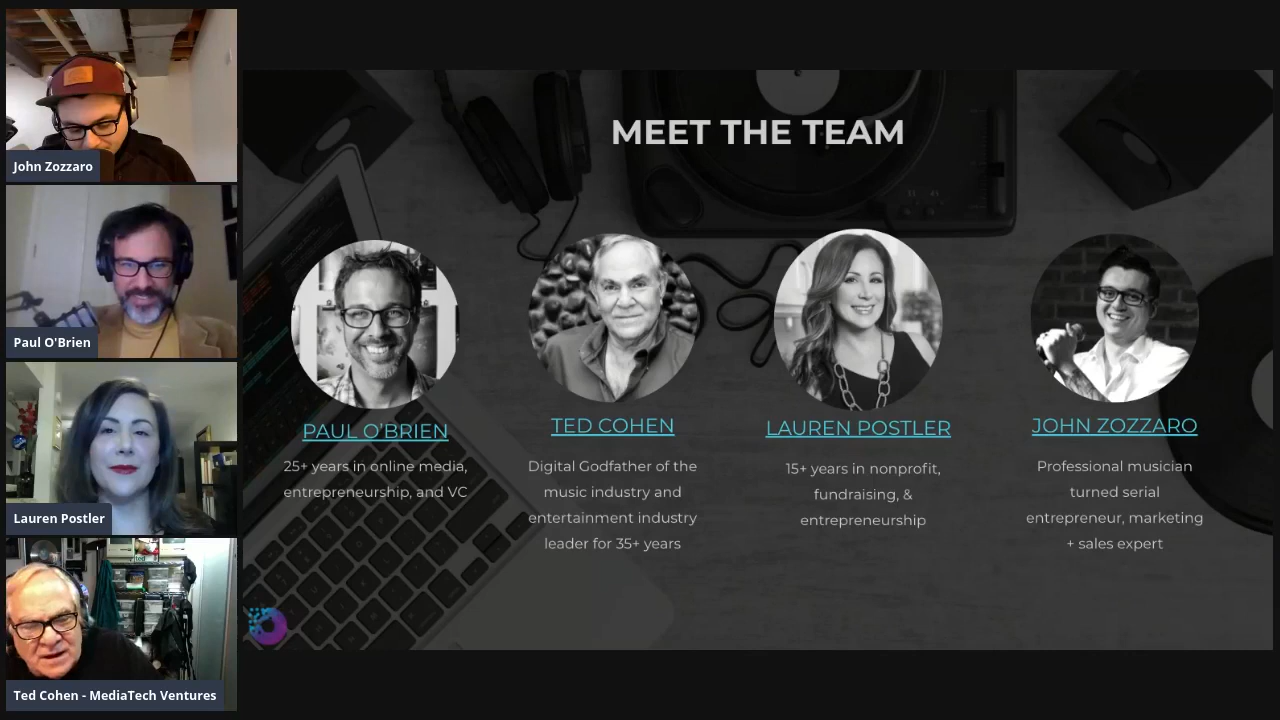 John Zozzaro
Paul O'Brien
Lauren Postler
Ted Cohen - MediaTech Ventures
MEET THE TEAM
PAUL O'BRIEN
25+ years in online media,
entrepreneurship, and VC
TED COHEN
Digital Godfather of the
music industry and
entertainment industry
leader for 35+ years
LAUREN POSTLER
15+ years in nonprofit,
fundraising, &
entrepreneurship
JOHN ZOZZARO
Professional musician
turned serial
entrepreneur, marketing
+ sales expert